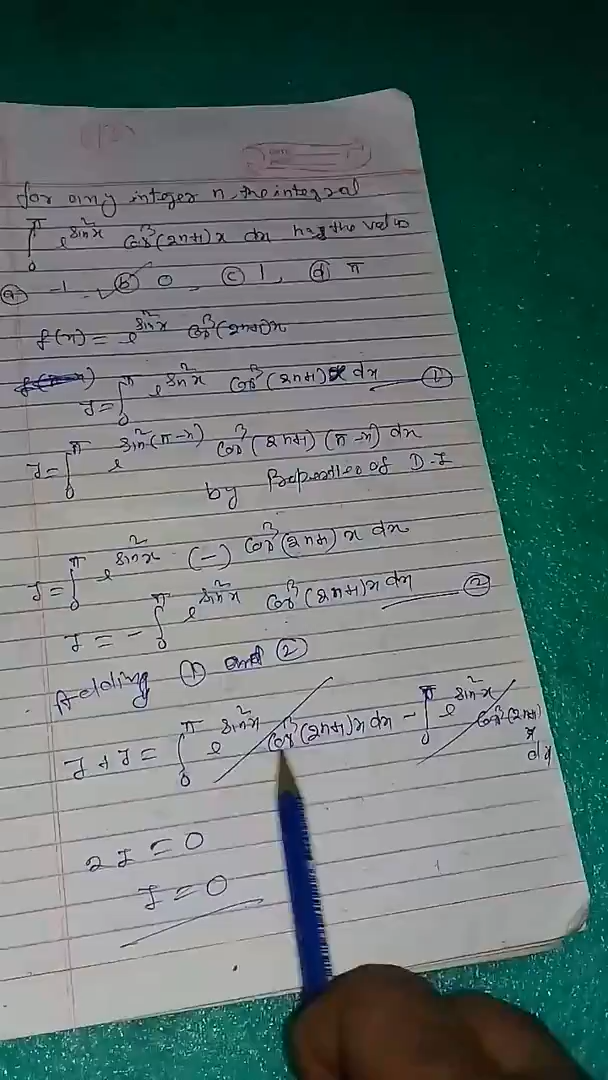 for any integer n, the integral
∫₀^π e^(sin²x) cos³(2n+1)x dx has the value
(a) -1, (b) 0, (c) 1, (d) π
f(x) = e^(sin²x) cos³(2n+1)x
I = ∫₀^π e^(sin²x) cos³(2n+1)x dx —— (1)
I = ∫₀^π e^(sin²(π-x)) cos³(2n+1)(π-x) dx
by Properties of D.I
I = ∫₀^π e^(sin²x) · (-) cos³(2n+1)x dx
I = - ∫₀^π e^(sin²x) cos³(2n+1)x dx —— (2)
Adding (1) and (2)
I + I = ∫₀^π e^(sin²x) cos³(2n+1)x dx - ∫₀^π e^(sin²x) cos³(2n+1)x dx
2I = 0
I = 0